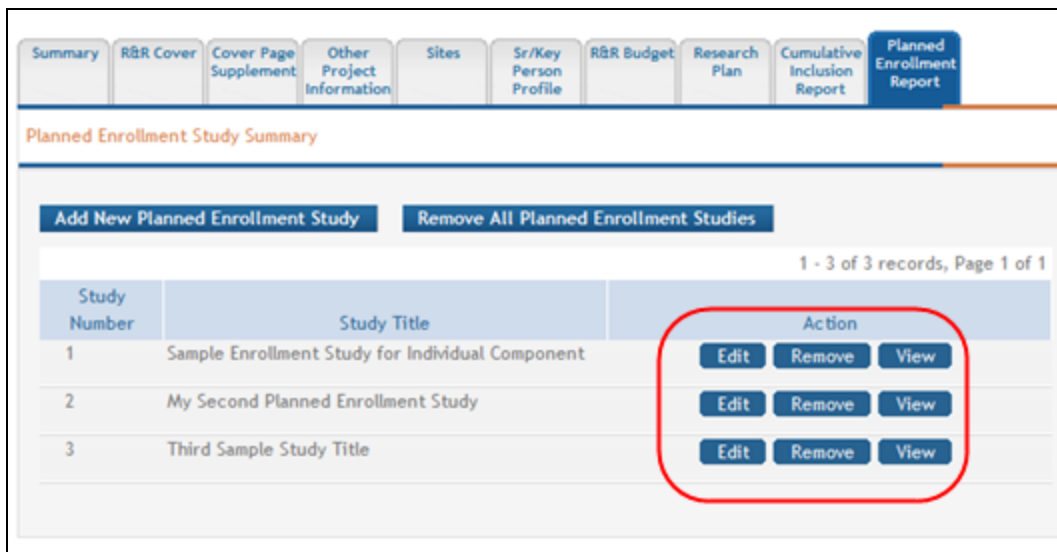 Summary
R&R Cover
Cover Page
Supplement
Other
Project
Information
Sites
Sr/Key
Person
Profile
R&R Budget
Research
Plan
Cumulative
Inclusion
Report
Planned
Enrollment
Report
Planned Enrollment Study Summary
Add New Planned Enrollment Study
Remove All Planned Enrollment Studies
1 - 3 of 3 records, Page 1 of 1
Study
Number
Study Title
Action
1 Sample Enrollment Study for Individual Component Edit Remove View
2 My Second Planned Enrollment Study Edit Remove View
3 Third Sample Study Title Edit Remove View